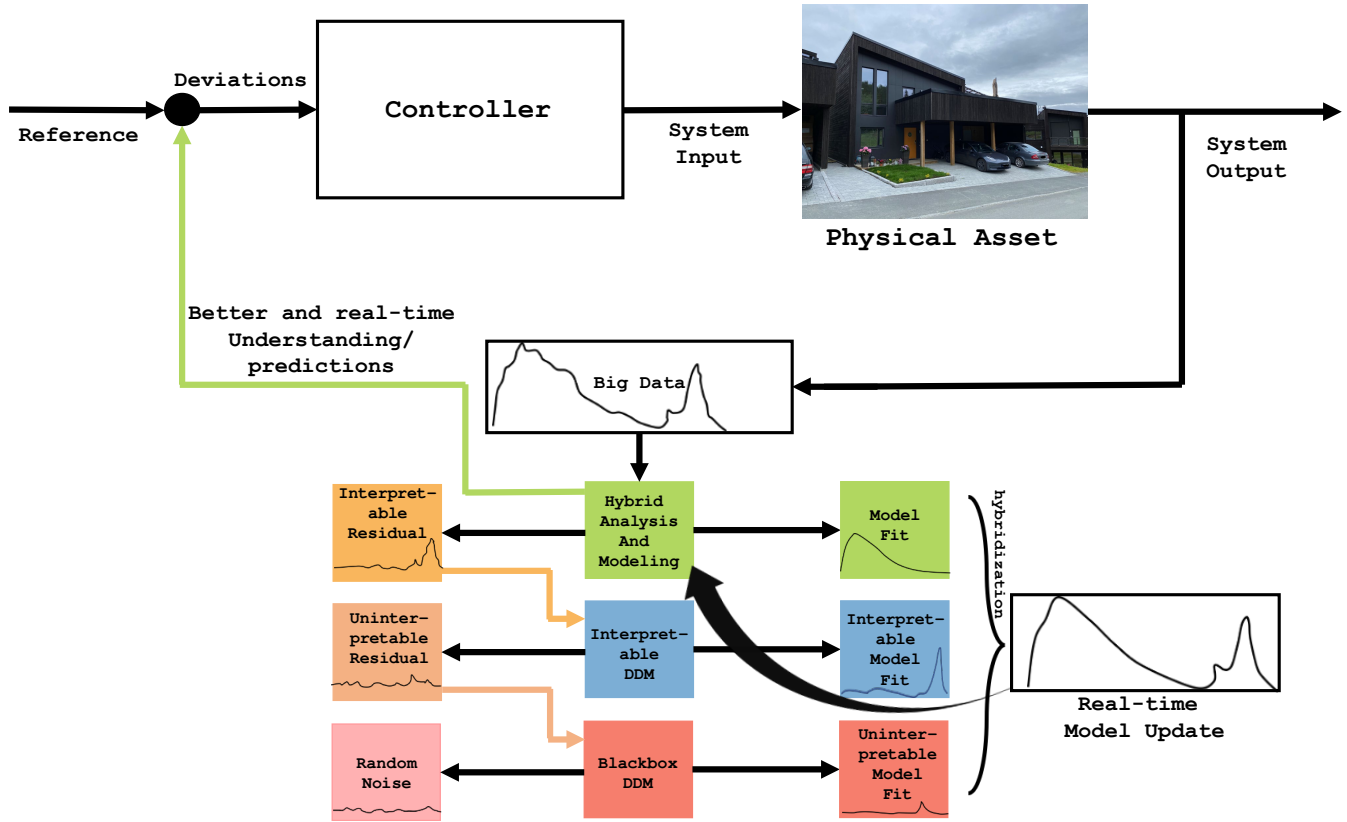 Deviations
Reference
Controller
System
Input
System
Output
Physical Asset
Better and real-time
Understanding/
predictions
Big Data
Interpret-
able
Residual
Hybrid
Analysis
And
Modeling
Model
Fit
hybridization
Uninter-
pretable
Residual
Interpret-
able
DDM
Interpret-
able
Model
Fit
Real-time
Model Update
Random
Noise
Blackbox
DDM
Uninter-
pretable
Model
Fit